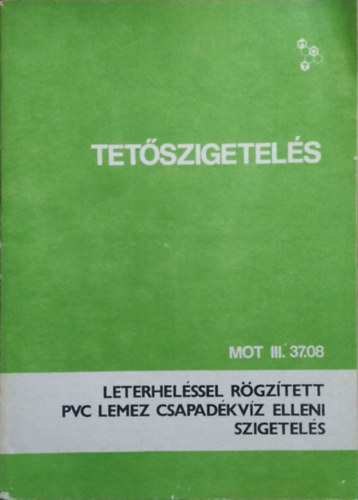 TETŐSZIGETELÉS
MOT III. 37.08
LETERHELÉSSEL RÖGZÍTETT
PVC LEMEZ CSAPADÉKVÍZ ELLENI
SZIGETELÉS